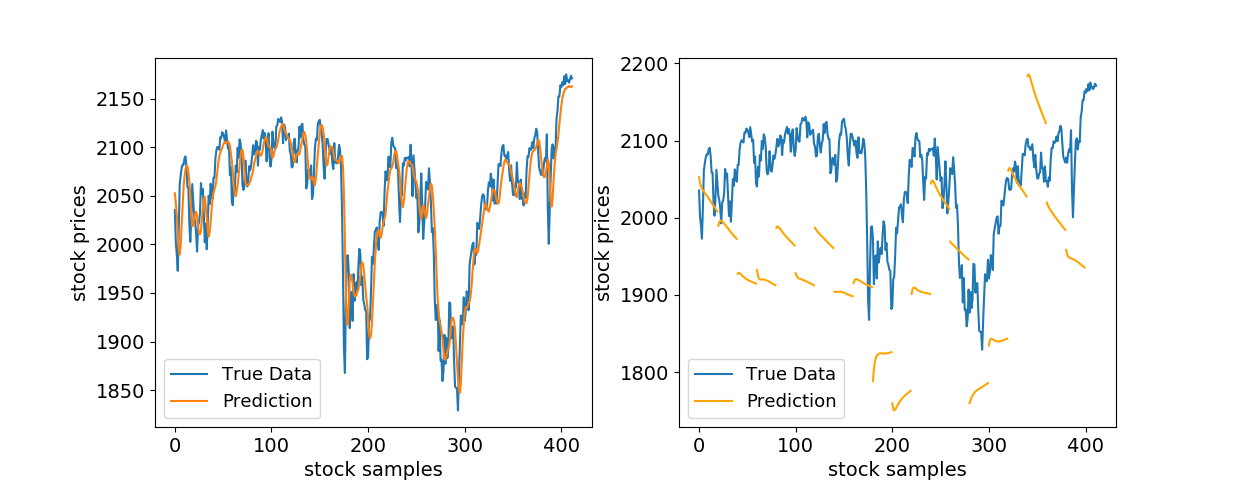 2150
2100
2050
2000
1950
1900
1850
stock prices
True Data
Prediction
0
100
200
300
400
stock samples
2200
2100
2000
1900
1800
stock prices
True Data
Prediction
0
100
200
300
400
stock samples